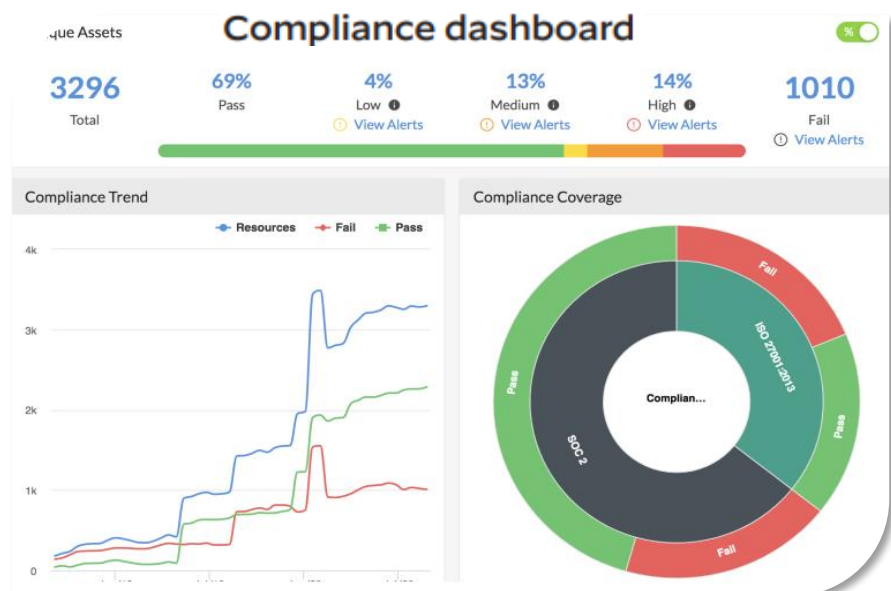 Compliance dashboard
que Assets
%
3296
Total
69%
Pass
4%
Low
View Alerts
13%
Medium
View Alerts
14%
High
View Alerts
1010
Fail
View Alerts
Compliance Trend
Resources Fail Pass
4k
3k
2k
1k
0
Compliance Coverage
Fail
ISO 27001:2013
Pass
Complian...
Pass
SOC 2
Fail